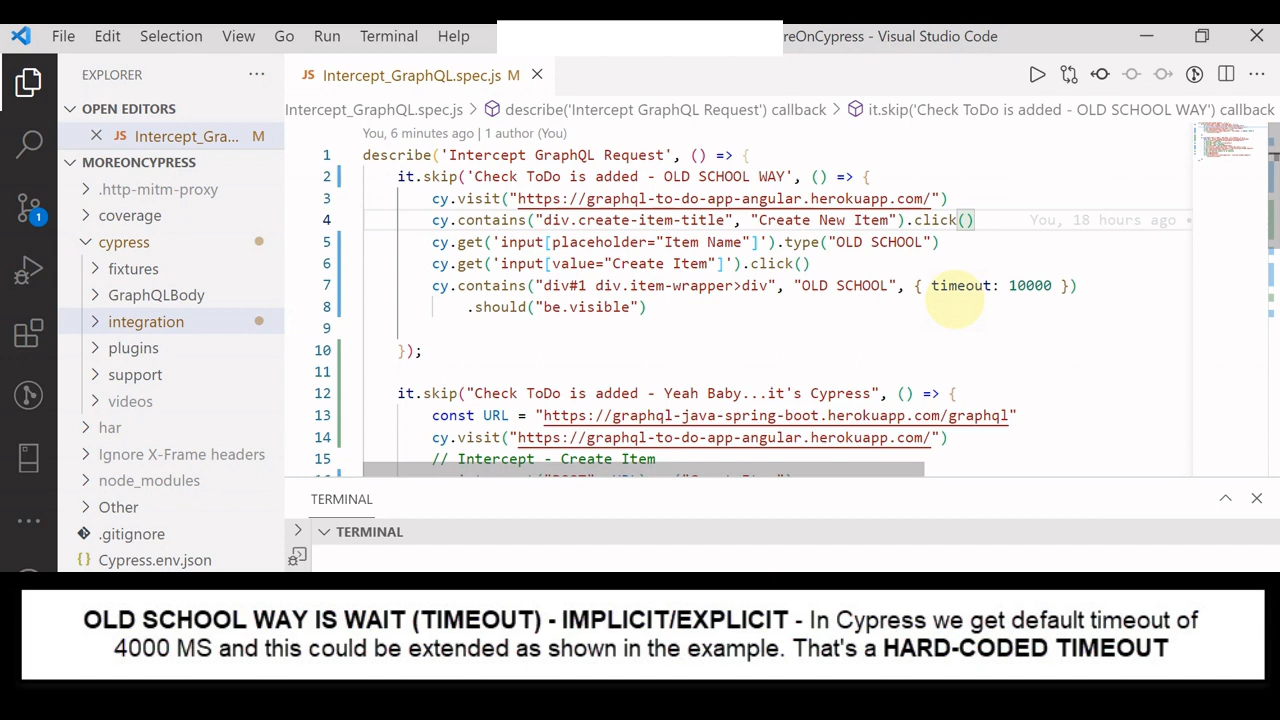 File Edit Selection View Go Run Terminal Help reOnCypress - Visual Studio Code
EXPLORER
OPEN EDITORS
JS Intercept_Gra... M
MOREONCYPRESS
.http-mitm-proxy
coverage
cypress
fixtures
GraphQLBody
integration
plugins
support
videos
har
Ignore X-Frame headers
node_modules
Other
.gitignore
{} Cypress.env.json
1
JS Intercept_GraphQL.spec.js M
Intercept_GraphQL.spec.js > describe('Intercept GraphQL Request') callback > it.skip('Check ToDo is added - OLD SCHOOL WAY') callback
You, 6 minutes ago | 1 author (You)
1 describe('Intercept GraphQL Request', () => {
2 it.skip('Check ToDo is added - OLD SCHOOL WAY', () => {
3 cy.visit("https://graphql-to-do-app-angular.herokuapp.com/")
4 cy.contains("div.create-item-title", "Create New Item").click() You, 18 hours ago •
5 cy.get('input[placeholder="Item Name"]').type("OLD SCHOOL")
6 cy.get('input[value="Create Item"]').click()
7 cy.contains("div#1 div.item-wrapper>div", "OLD SCHOOL", { timeout: 10000 })
8 .should("be.visible")
9
10 });
11
12 it.skip("Check ToDo is added - Yeah Baby...it's Cypress", () => {
13 const URL = "https://graphql-java-spring-boot.herokuapp.com/graphql"
14 cy.visit("https://graphql-to-do-app-angular.herokuapp.com/")
15 // Intercept - Create Item
TERMINAL
TERMINAL
OLD SCHOOL WAY IS WAIT (TIMEOUT) - IMPLICIT/EXPLICIT - In Cypress we get default timeout of
4000 MS and this could be extended as shown in the example. That's a HARD-CODED TIMEOUT